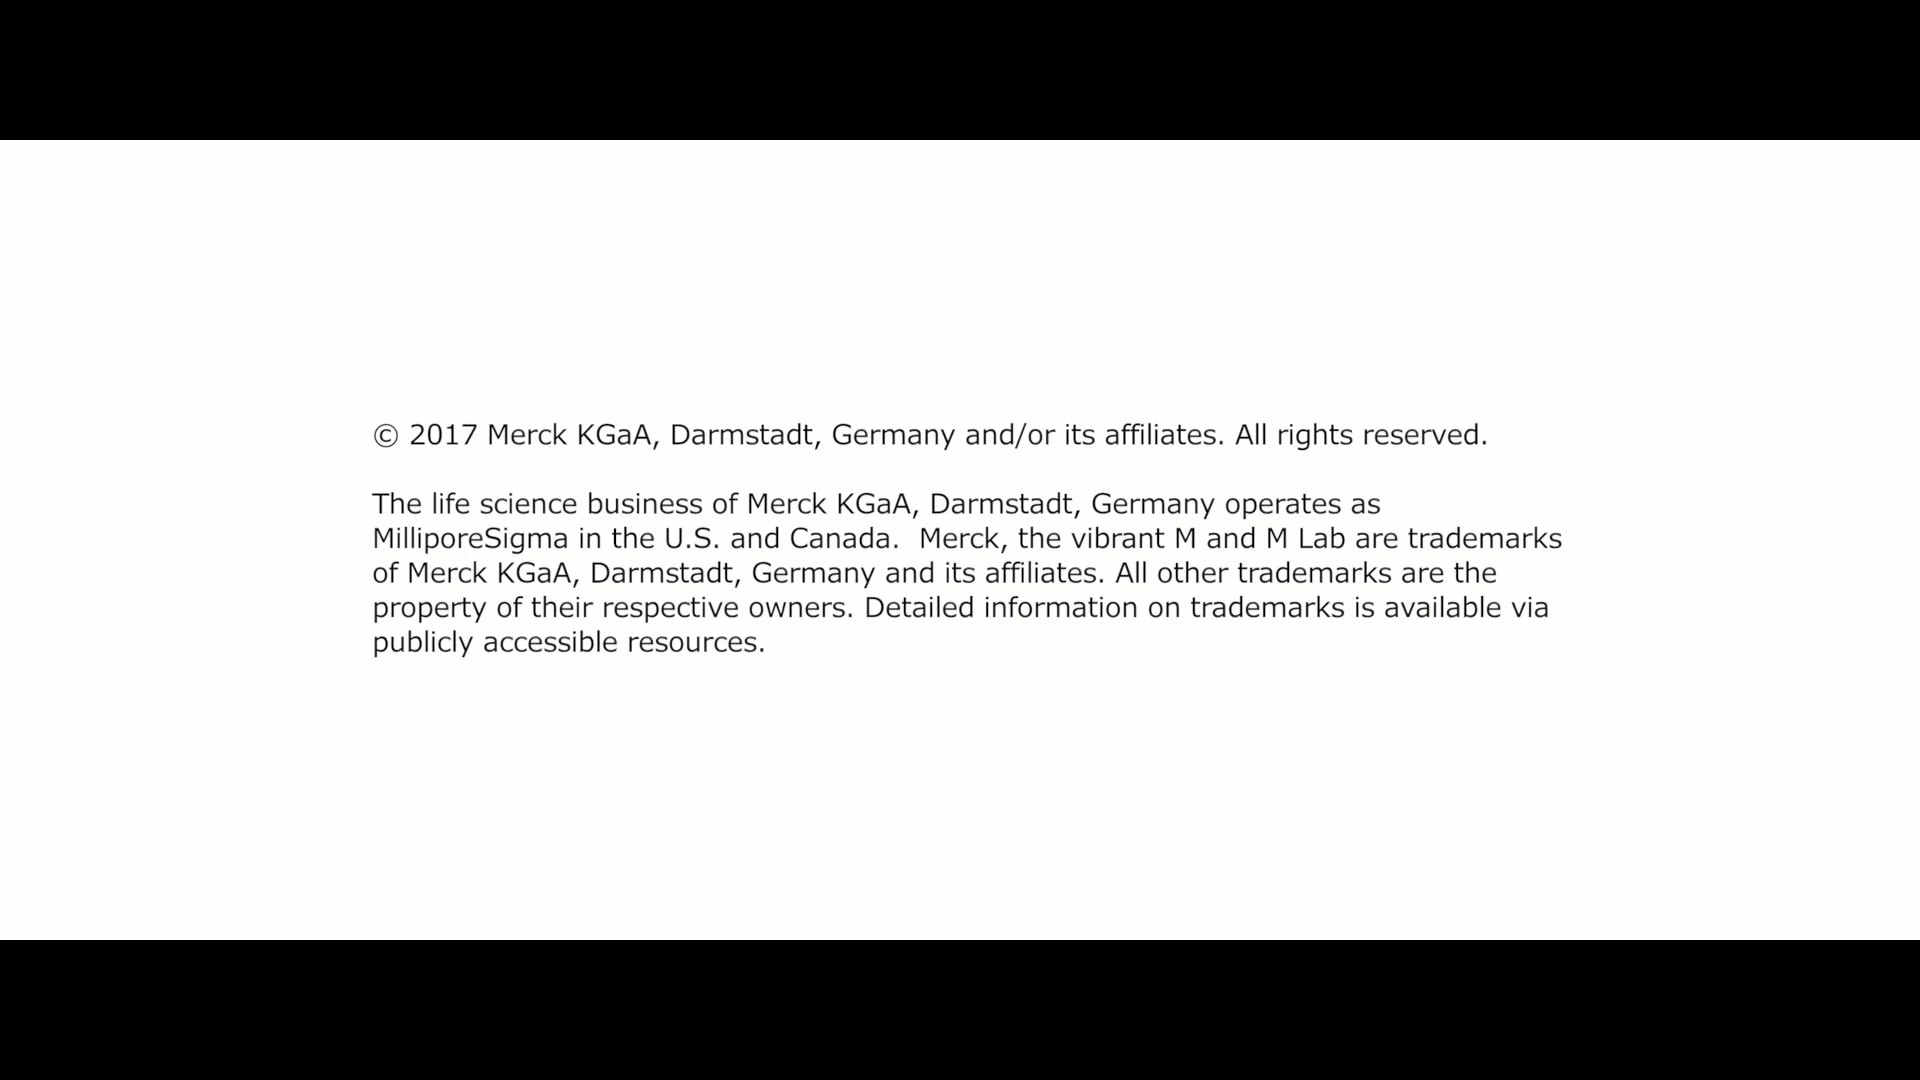 © 2017 Merck KGaA, Darmstadt, Germany and/or its affiliates. All rights reserved.
The life science business of Merck KGaA, Darmstadt, Germany operates as
MilliporeSigma in the U.S. and Canada.  Merck, the vibrant M and M Lab are trademarks
of Merck KGaA, Darmstadt, Germany and its affiliates. All other trademarks are the
property of their respective owners. Detailed information on trademarks is available via
publicly accessible resources.